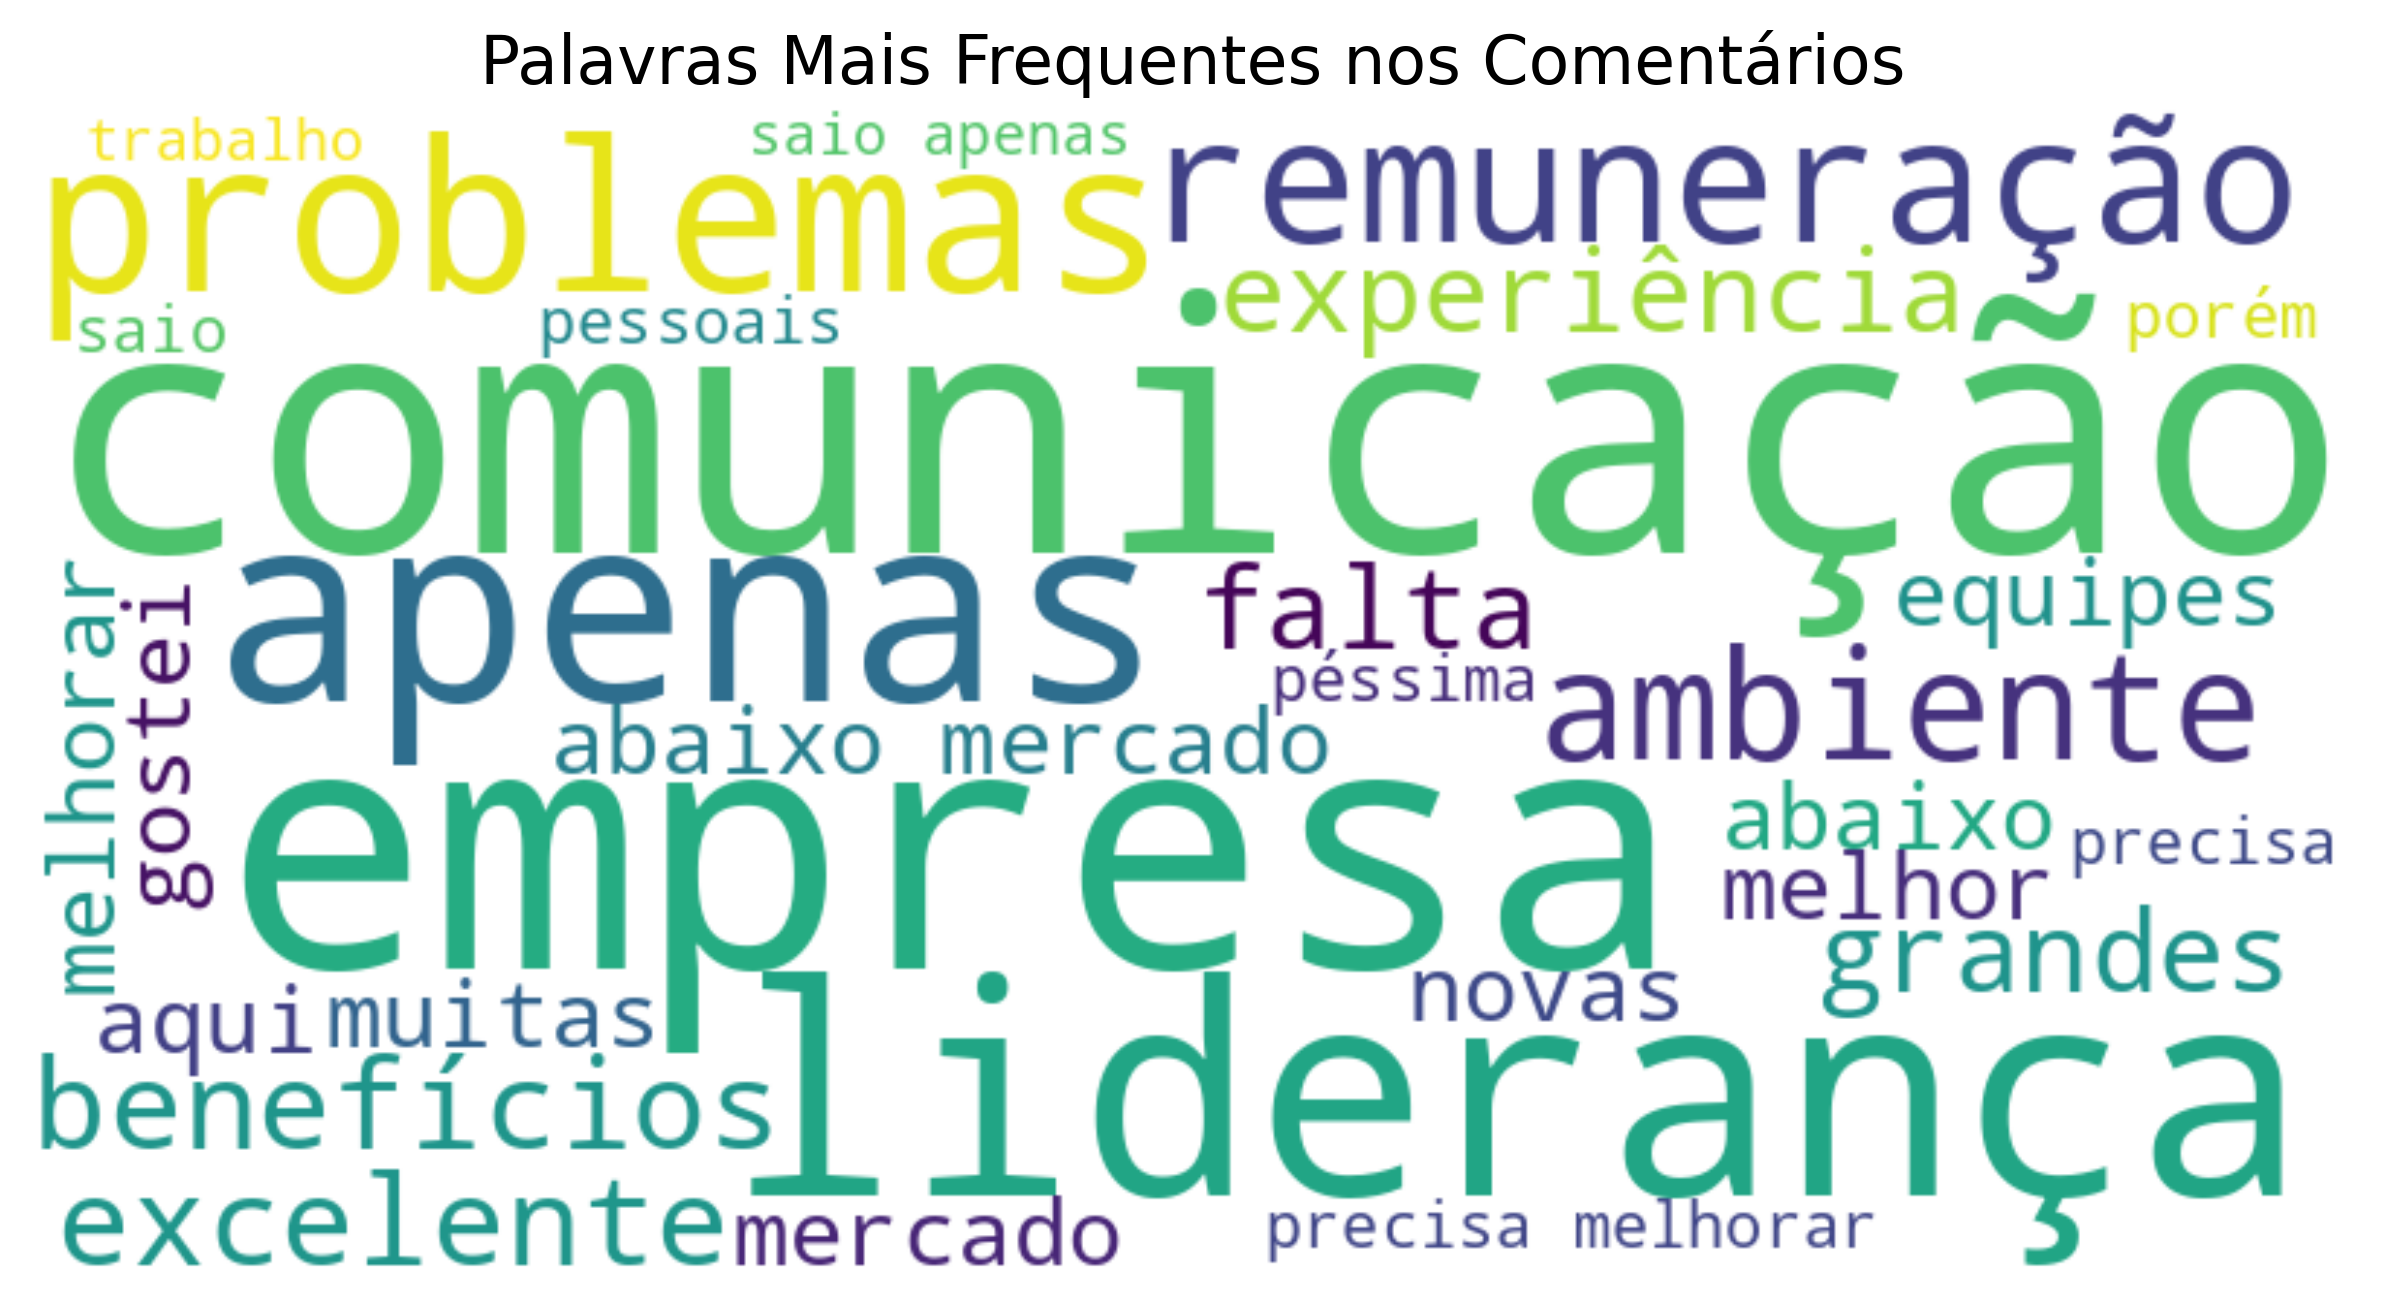 Palavras Mais Frequentes nos Comentários
trabalho
saio apenas
problemas
remuneração
experiência
saio
pessoais
porém
comunicação
melhorar
gostei
apenas
falta
equipes
péssima
ambiente
abaixo mercado
empresa
abaixo
precisa
melhor
grandes
novas
aqui
muitas
liderança
benefícios
excelente
mercado
precisa melhorar